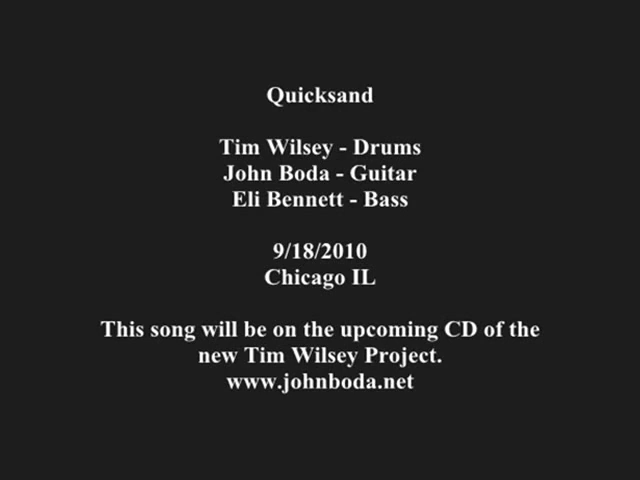 Quicksand
Tim Wilsey - Drums
John Boda - Guitar
Eli Bennett - Bass
9/18/2010
Chicago IL
This song will be on the upcoming CD of the
new Tim Wilsey Project.
www.johnboda.net